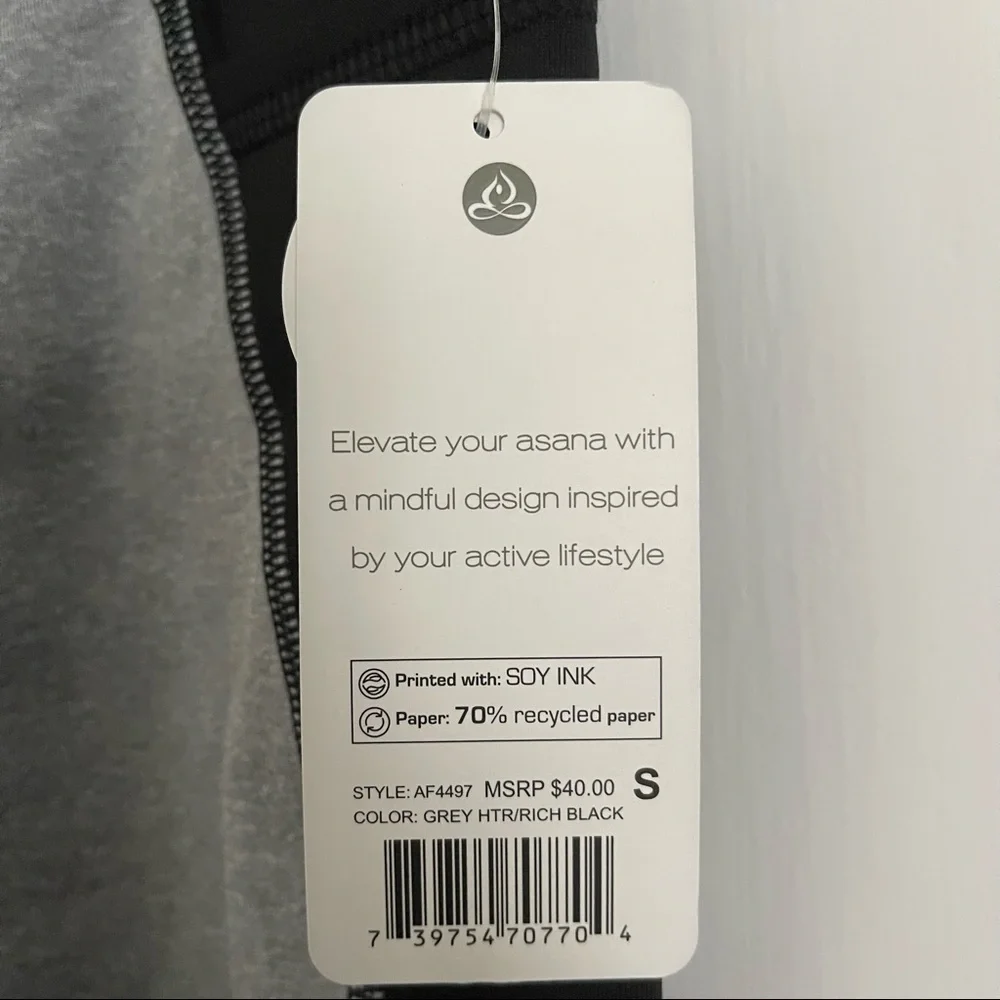 Elevate your asana with
a mindful design inspired
by your active lifestyle
Printed with: SOY INK
Paper: 70% recycled paper
STYLE: AF4497 MSRP $40.00 S
COLOR: GREY HTR/RICH BLACK
7 39754 70770 4